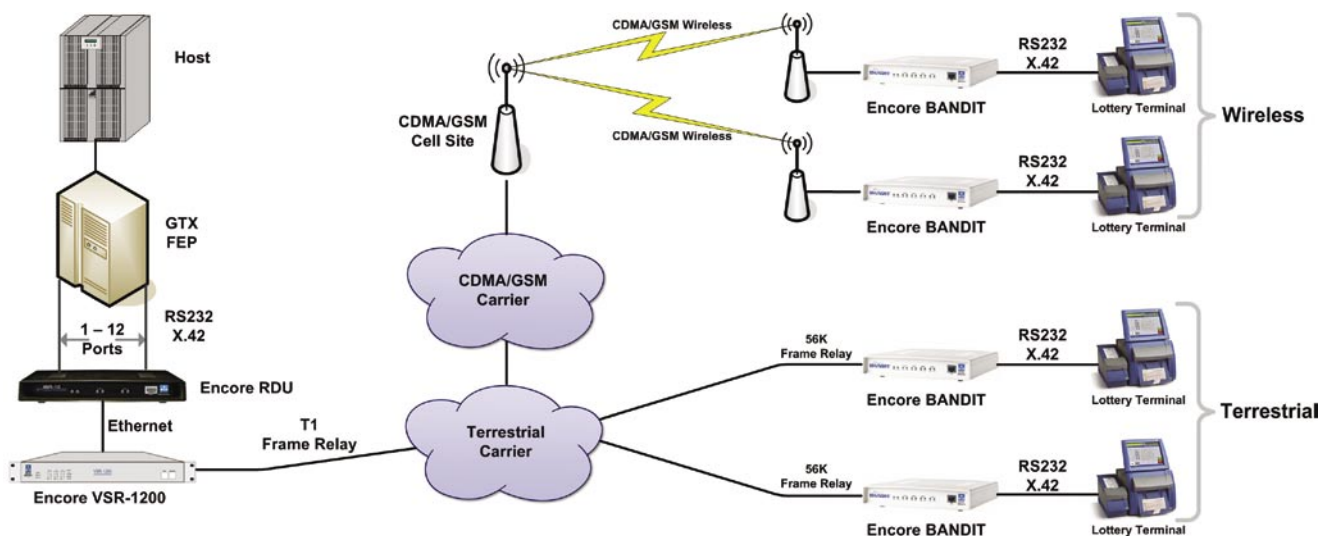 Host
GTX
FEP
1 – 12
Ports
RS232
X.42
Encore RDU
Ethernet
Encore VSR-1200
T1
Frame Relay
CDMA/GSM
Cell Site
CDMA/GSM
Carrier
Terrestrial
Carrier
CDMA/GSM Wireless
CDMA/GSM Wireless
Encore BANDIT
RS232
X.42
Lottery Terminal
Encore BANDIT
RS232
X.42
Lottery Terminal
Wireless
56K
Frame Relay
Encore BANDIT
RS232
X.42
Lottery Terminal
56K
Frame Relay
Encore BANDIT
RS232
X.42
Lottery Terminal
Terrestrial